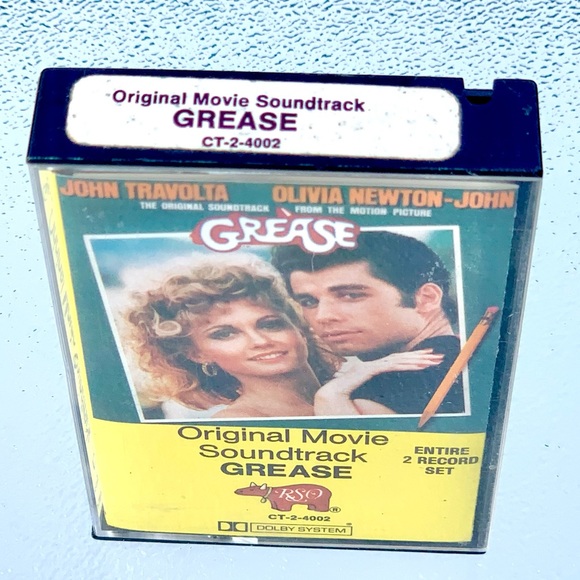 Original Movie Soundtrack
GREASE
CT-2-4002
JOHN TRAVOLTA OLIVIA NEWTON-JOHN
THE ORIGINAL SOUNDTRACK FROM THE MOTION PICTURE
GREASE
Original Movie
Soundtrack
GREASE
ENTIRE
2 RECORD
SET
RSO ®
CT-2-4002
DOLBY SYSTEM®